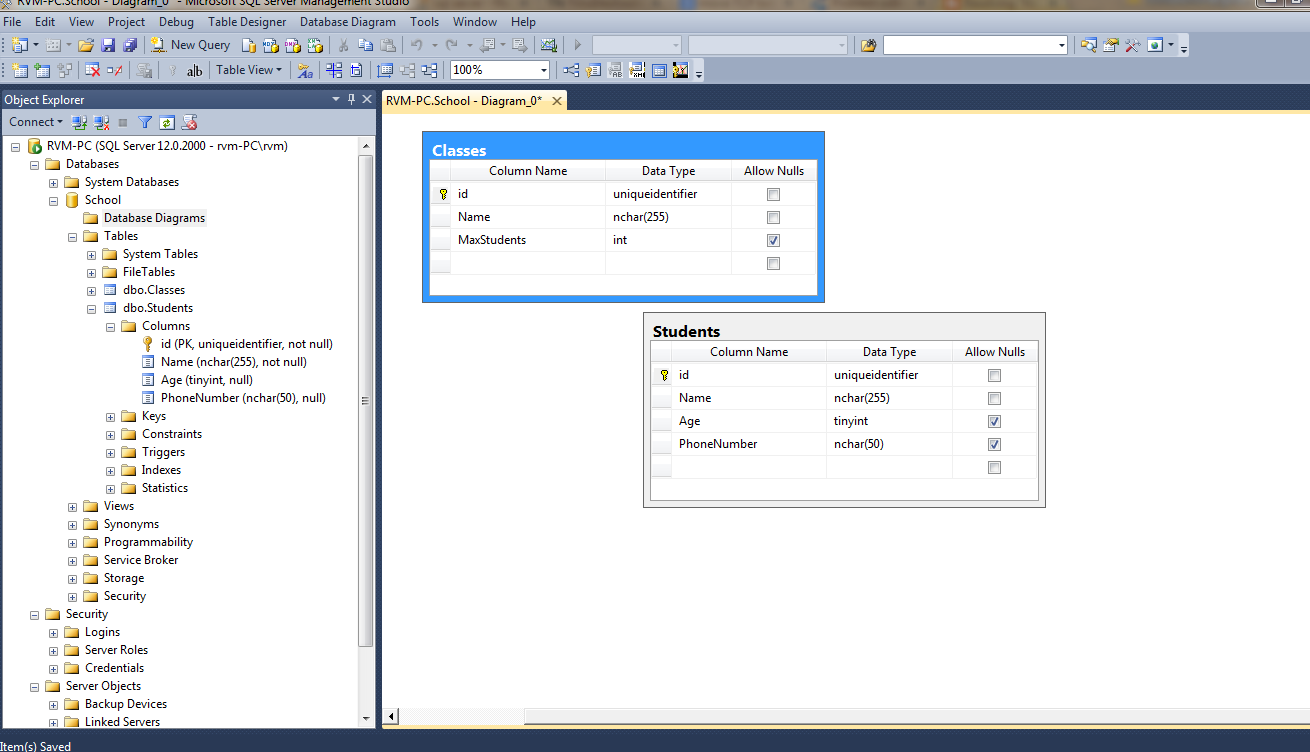 RVM-PC.School - Diagram_0* - Microsoft SQL Server Management Studio
File Edit View Project Debug Table Designer Database Diagram Tools Window Help
New Query
ab| Table View 100%
Object Explorer
Connect
RVM-PC (SQL Server 12.0.2000 - rvm-PC\rvm)
Databases
System Databases
School
Database Diagrams
Tables
System Tables
FileTables
dbo.Classes
dbo.Students
Columns
id (PK, uniqueidentifier, not null)
Name (nchar(255), not null)
Age (tinyint, null)
PhoneNumber (nchar(50), null)
Keys
Constraints
Triggers
Indexes
Statistics
Views
Synonyms
Programmability
Service Broker
Storage
Security
Security
Logins
Server Roles
Credentials
Server Objects
Backup Devices
Linked Servers
RVM-PC.School - Diagram_0*
Classes
Column Name Data Type Allow Nulls
id uniqueidentifier
Name nchar(255)
MaxStudents int
Students
Column Name Data Type Allow Nulls
id uniqueidentifier
Name nchar(255)
Age tinyint
PhoneNumber nchar(50)
Item(s) Saved